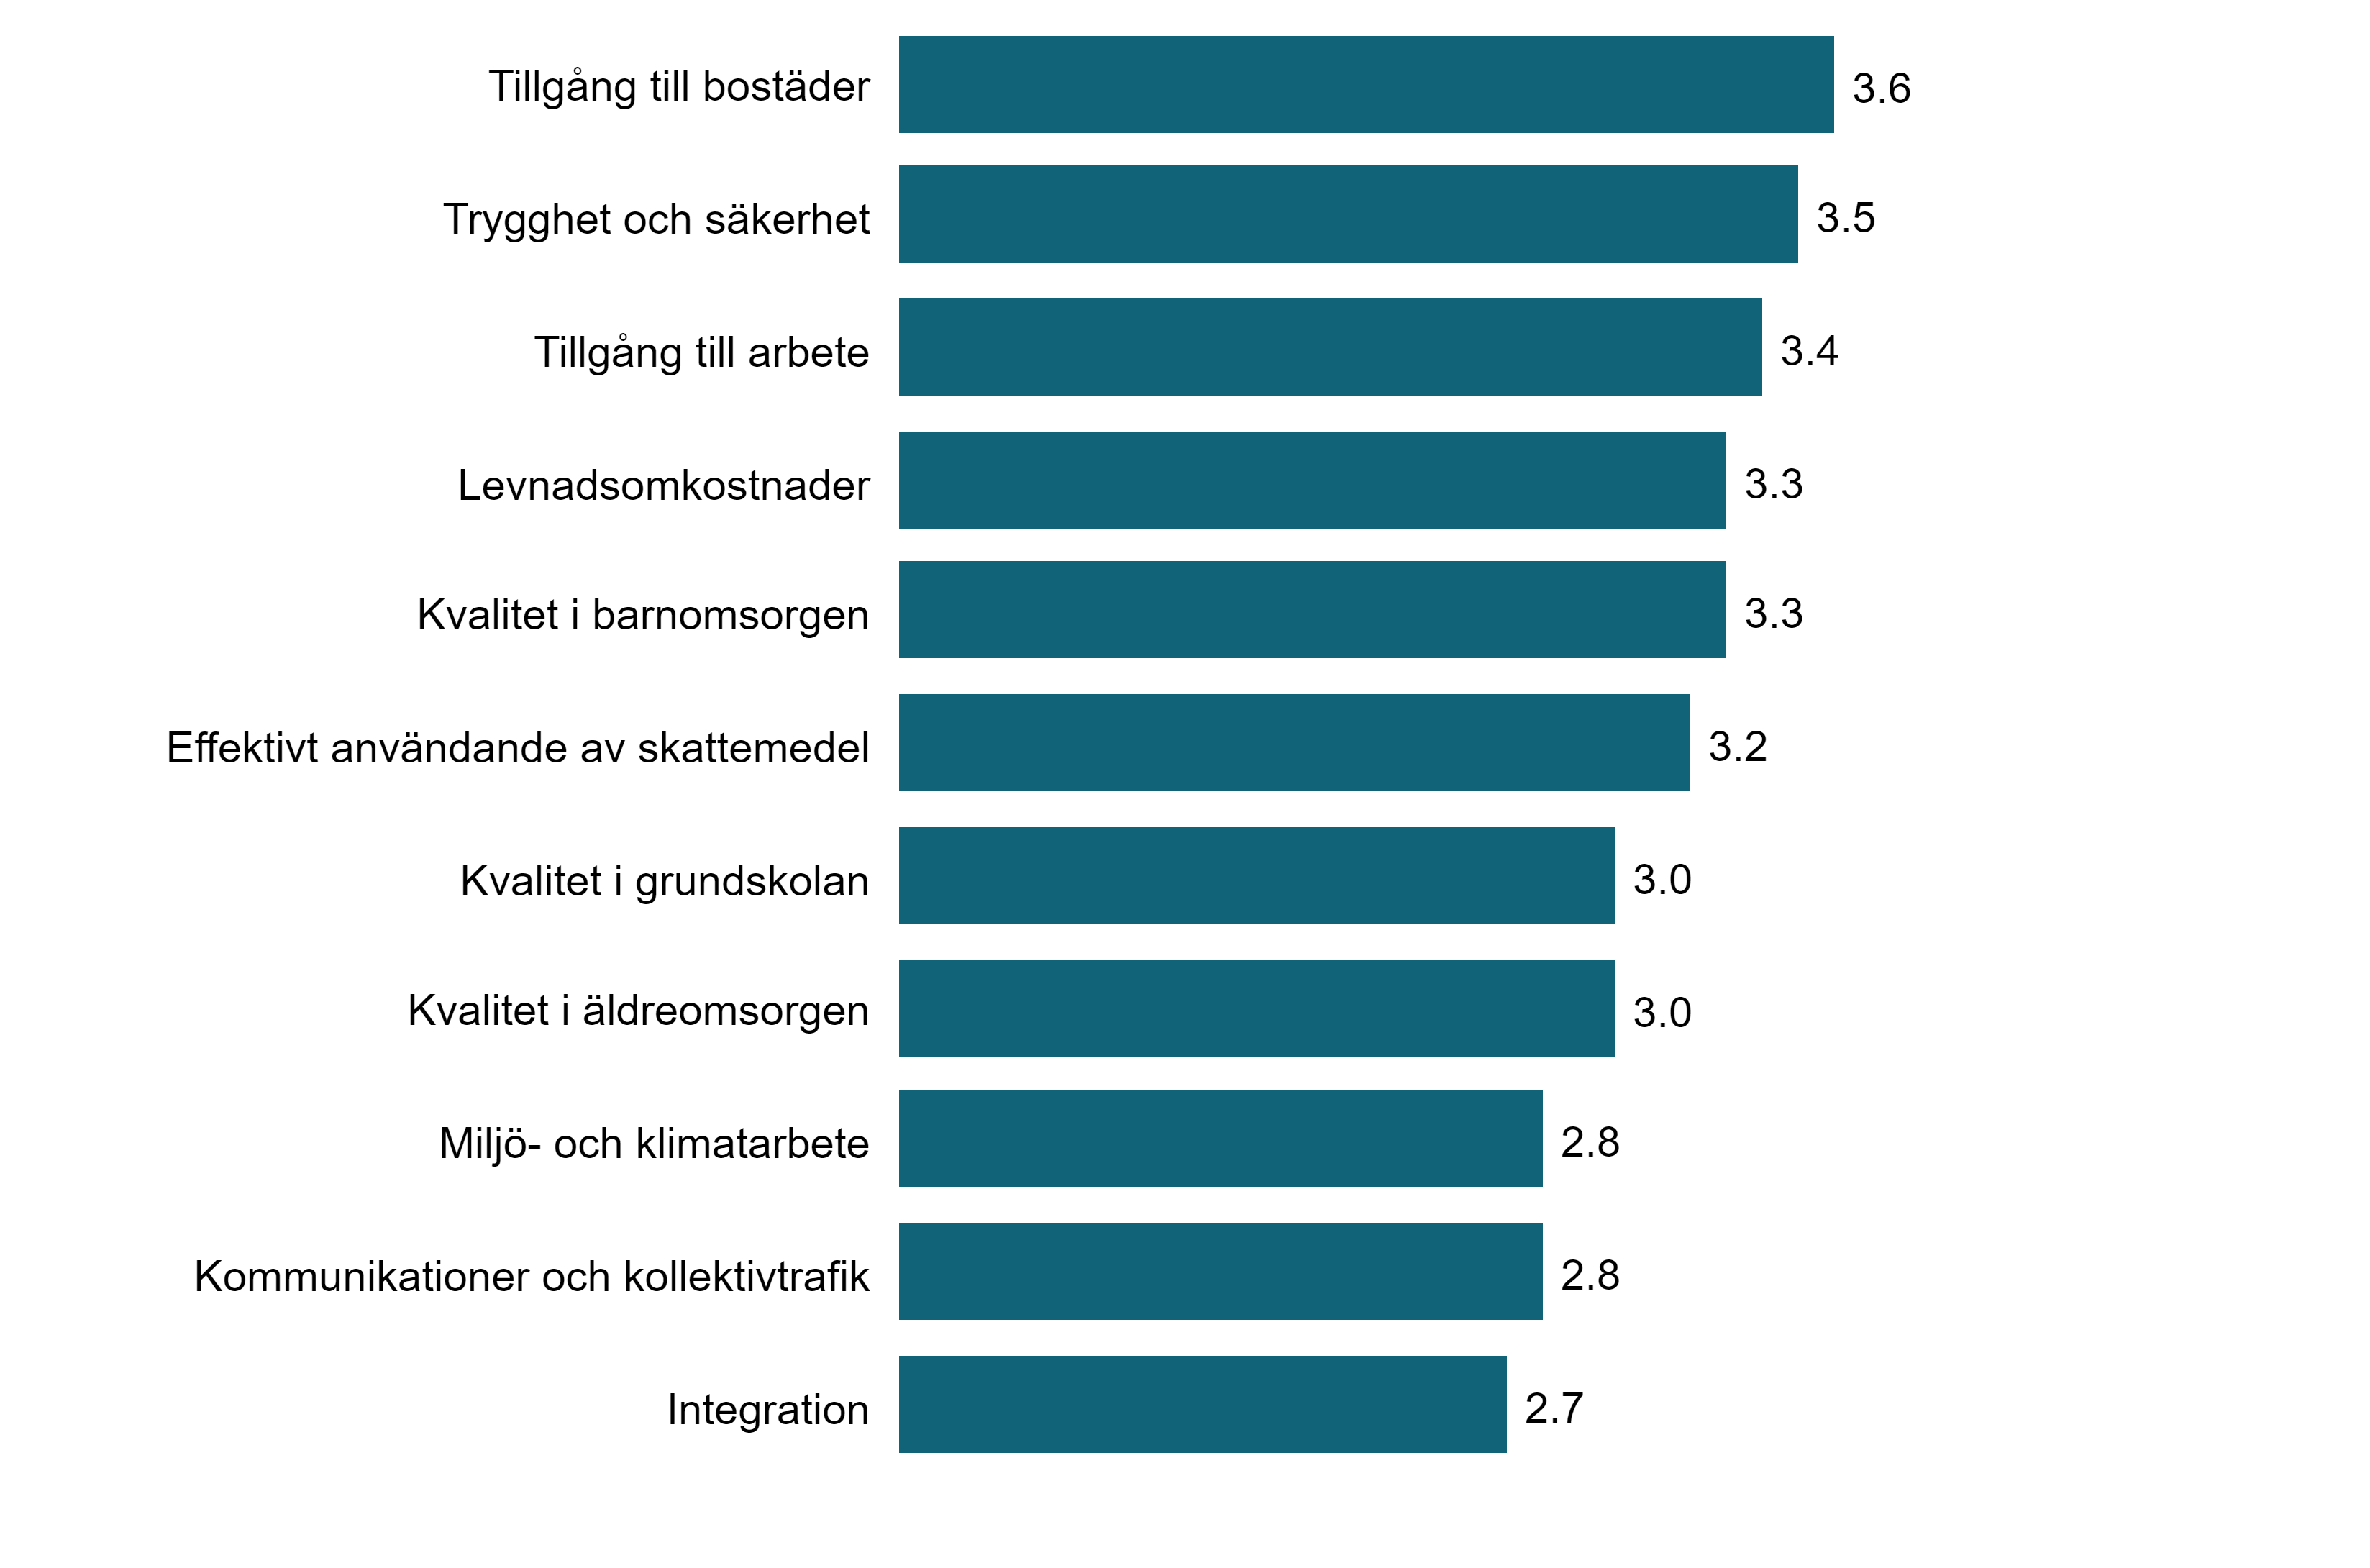 Tillgång till bostäder 3.6
Trygghet och säkerhet 3.5
Tillgång till arbete 3.4
Levnadsomkostnader 3.3
Kvalitet i barnomsorgen 3.3
Effektivt användande av skattemedel 3.2
Kvalitet i grundskolan 3.0
Kvalitet i äldreomsorgen 3.0
Miljö- och klimatarbete 2.8
Kommunikationer och kollektivtrafik 2.8
Integration 2.7